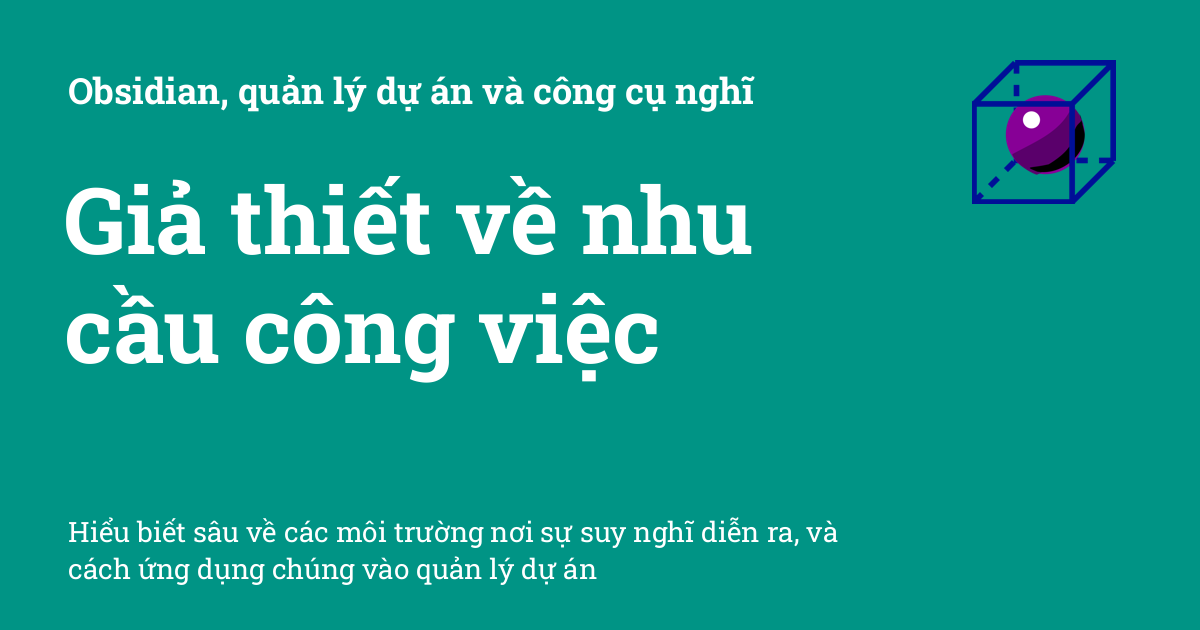 Obsidian, quản lý dự án và công cụ nghĩ
Giả thiết về nhu
cầu công việc
Hiểu biết sâu về các môi trường nơi sự suy nghĩ diễn ra, và
cách ứng dụng chúng vào quản lý dự án